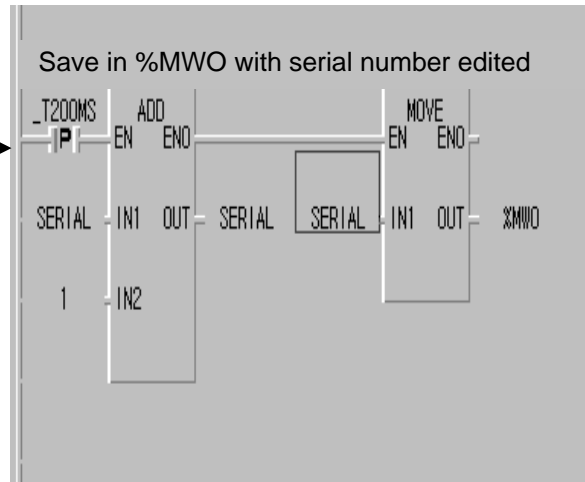 Save in %MWO with serial number edited
_T200MS ADD MOVE
P EN ENO EN ENO
SERIAL IN1 OUT SERIAL SERIAL IN1 OUT %MW0
1 IN2